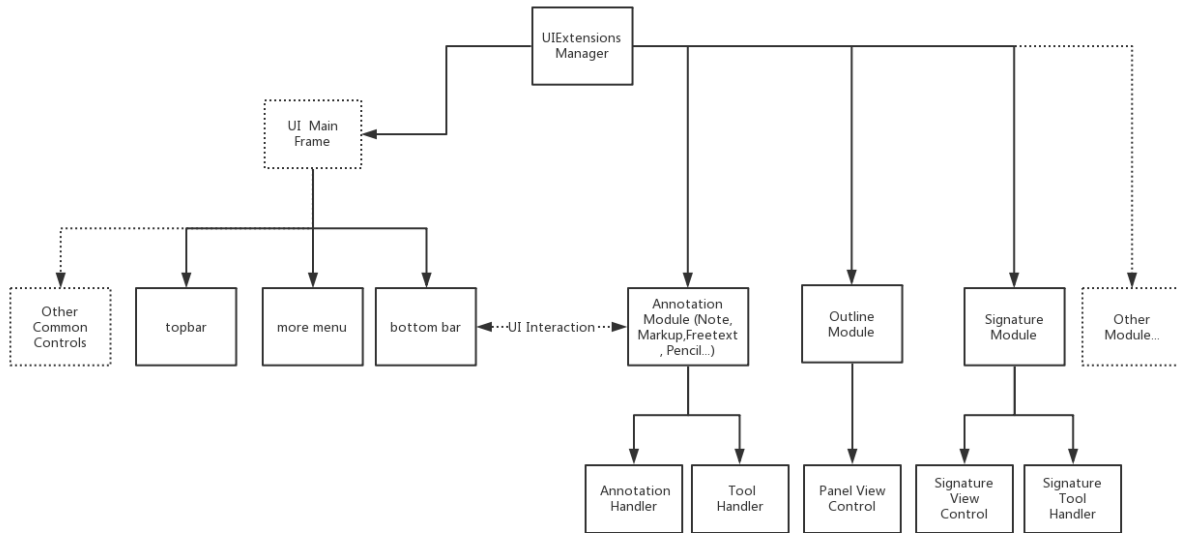 UIExtensions
Manager
UI Main
Frame
Other
Common
Controls
topbar
more menu
bottom bar
UI Interaction
Annotation
Module (Note,
Markup,Freetext
, Pencil...)
Outline
Module
Signature
Module
Other
Module...
Annotation
Handler
Tool
Handler
Panel View
Control
Signature
View
Control
Signature
Tool
Handler